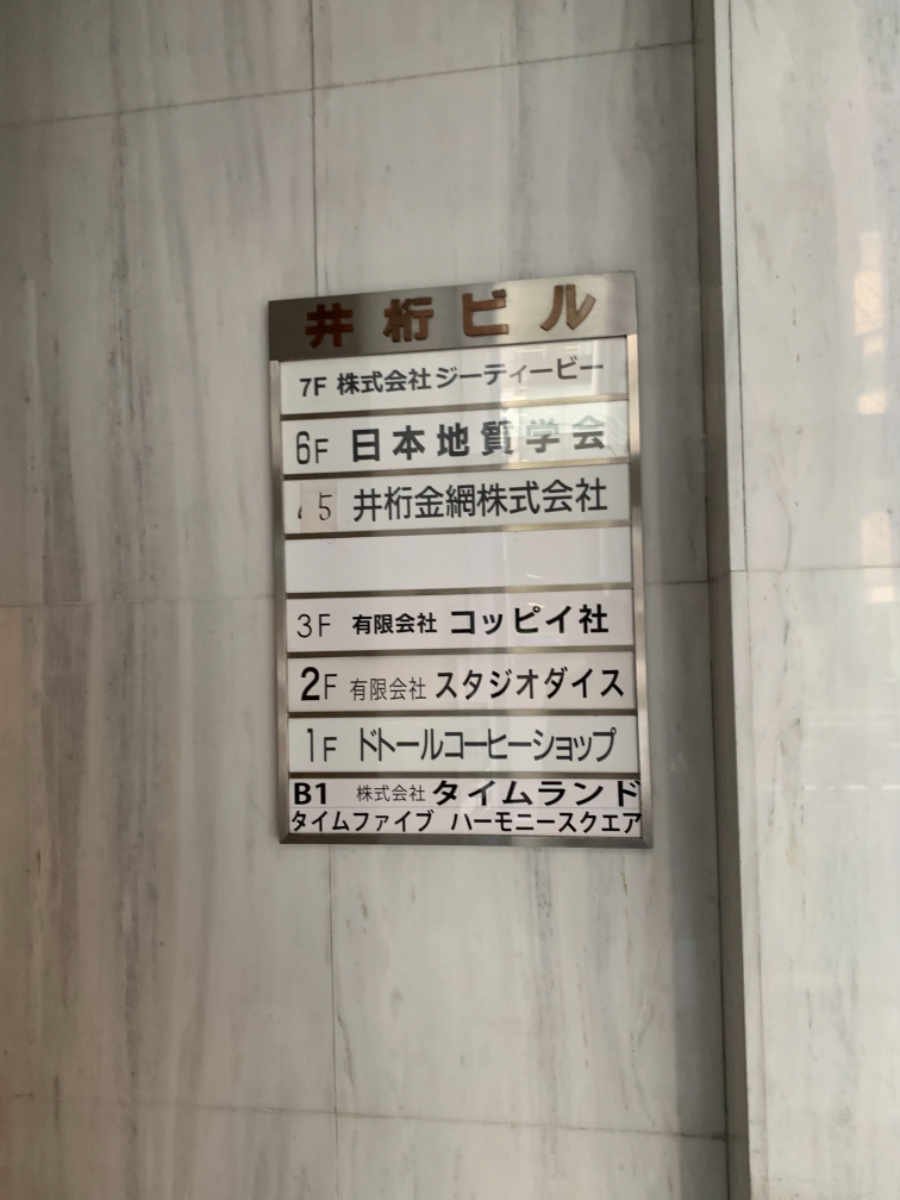 井桁ビル
7F 株式会社ジーティービー
6F 日本地質学会
5 井桁金網株式会社
3F 有限会社 コッピイ社
2F 有限会社 スタジオダイス
1F ドトールコーヒーショップ
B1 株式会社 タイムランド
タイムファイブ ハーモニースクエア